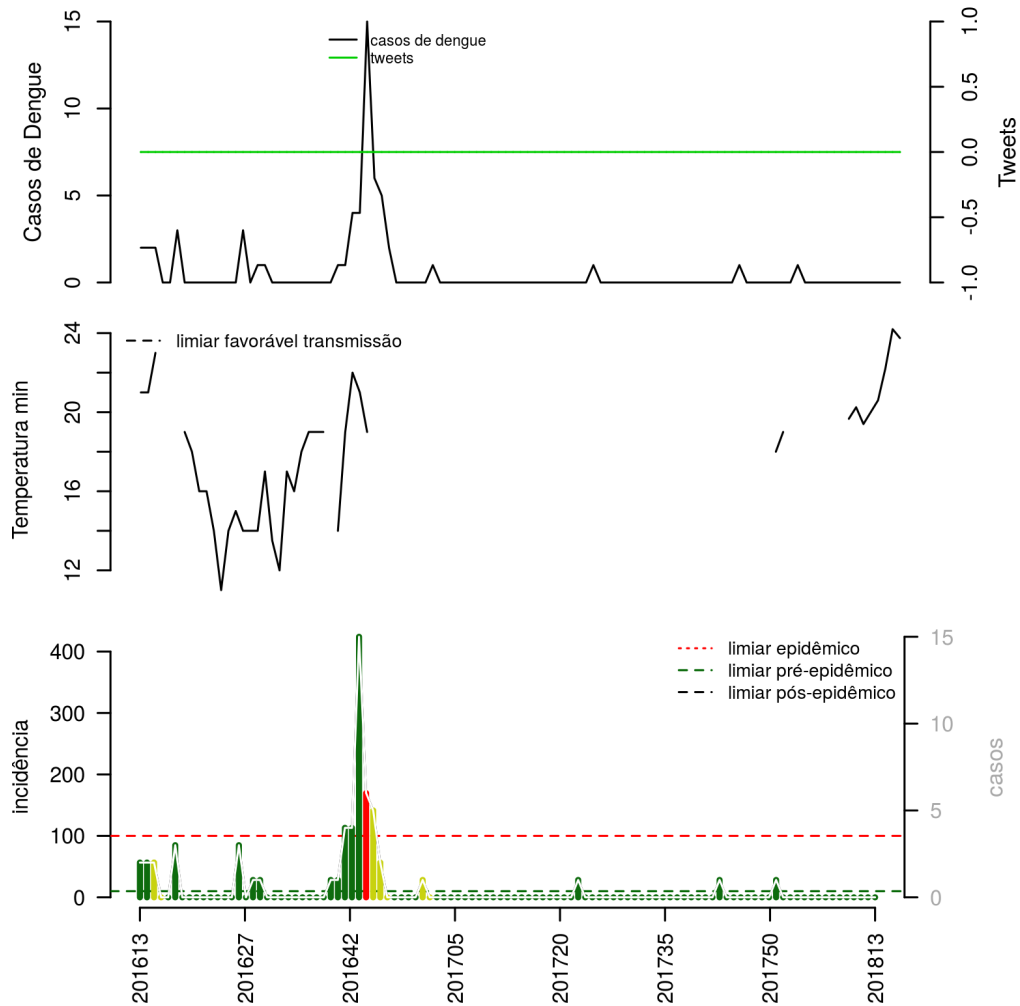 casos de dengue
tweets
Casos de Dengue
0
5
10
15
Tweets
-1.0
-0.5
0.0
0.5
1.0
limiar favorável transmissão
Temperatura min
12
16
20
24
limiar epidêmico
limiar pré-epidêmico
limiar pós-epidêmico
incidência
0
100
200
300
400
casos
0
5
10
15
201613
201627
201642
201705
201720
201735
201750
201813